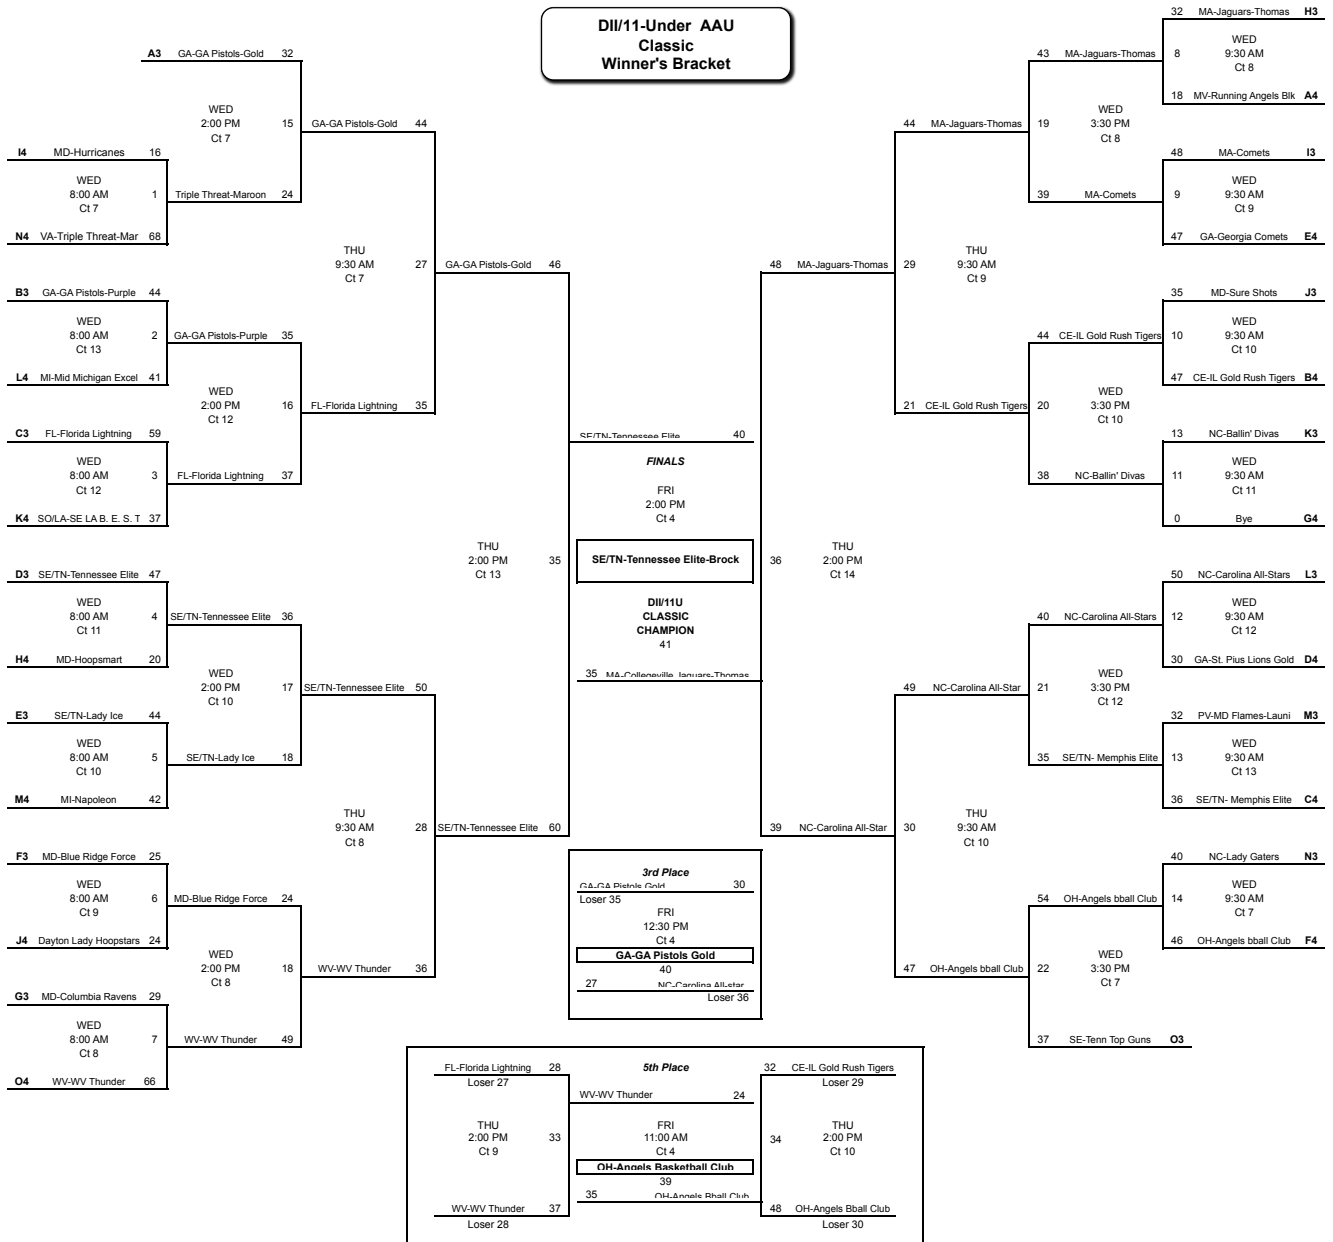 DII/11-Under AAU
Classic
Winner's Bracket
A3 GA-GA Pistols-Gold 32
WED
2:00 PM 15
Ct 7
GA-GA Pistols-Gold 44
I4 MD-Hurricanes 16
WED
8:00 AM 1
Ct 7
Triple Threat-Maroon 24
N4 VA-Triple Threat-Mar 68
THU
9:30 AM 27
Ct 7
GA-GA Pistols-Gold 46
B3 GA-GA Pistols-Purple 44
WED
8:00 AM 2
Ct 13
GA-GA Pistols-Purple 35
L4 MI-Mid Michigan Excel 41
WED
2:00 PM 16
Ct 12
FL-Florida Lightning 35
C3 FL-Florida Lightning 59
WED
8:00 AM 3
Ct 12
FL-Florida Lightning 37
K4 SO/LA-SE LA B. E. S. T 37
THU
2:00 PM 35
Ct 13
D3 SE/TN-Tennessee Elite 47
WED
8:00 AM 4
Ct 11
SE/TN-Tennessee Elite 36
H4 MD-Hoopsmart 20
WED
2:00 PM 17
Ct 10
SE/TN-Tennessee Elite 50
E3 SE/TN-Lady Ice 44
WED
8:00 AM 5
Ct 10
SE/TN-Lady Ice 18
M4 MI-Napoleon 42
THU
9:30 AM 28
Ct 8
SE/TN-Tennessee Elite 60
F3 MD-Blue Ridge Force 25
WED
8:00 AM 6
Ct 9
MD-Blue Ridge Force 24
J4 Dayton Lady Hoopstars 24
WED
2:00 PM 18
Ct 8
WV-WV Thunder 36
G3 MD-Columbia Ravens 29
WED
8:00 AM 7
Ct 8
WV-WV Thunder 49
O4 WV-WV Thunder 66
SE/TN-Tennessee Elite 40
FINALS
FRI
2:00 PM
Ct 4
SE/TN-Tennessee Elite-Brock
DII/11U
CLASSIC
CHAMPION
41
35 MA-Collegeville Jaguars-Thomas
32 MA-Jaguars-Thomas H3
WED
8 9:30 AM
Ct 8
43 MA-Jaguars-Thomas
18 MV-Running Angels Blk A4
WED
19 3:30 PM
Ct 8
44 MA-Jaguars-Thomas
48 MA-Comets I3
WED
9 9:30 AM
Ct 9
39 MA-Comets
47 GA-Georgia Comets E4
THU
29 9:30 AM
Ct 9
48 MA-Jaguars-Thomas
35 MD-Sure Shots J3
WED
10 9:30 AM
Ct 10
44 CE-IL Gold Rush Tigers
47 CE-IL Gold Rush Tigers B4
WED
20 3:30 PM
Ct 10
21 CE-IL Gold Rush Tigers
13 NC-Ballin' Divas K3
WED
11 9:30 AM
Ct 11
38 NC-Ballin' Divas
0 Bye G4
THU
36 2:00 PM
Ct 14
50 NC-Carolina All-Stars L3
WED
12 9:30 AM
Ct 12
40 NC-Carolina All-Stars
30 GA-St. Pius Lions Gold D4
WED
21 3:30 PM
Ct 12
49 NC-Carolina All-Star
32 PV-MD Flames-Launi M3
WED
13 9:30 AM
Ct 13
35 SE/TN- Memphis Elite
36 SE/TN- Memphis Elite C4
THU
30 9:30 AM
Ct 10
39 NC-Carolina All-Star
40 NC-Lady Gaters N3
WED
14 9:30 AM
Ct 7
54 OH-Angels bball Club
46 OH-Angels bball Club F4
WED
22 3:30 PM
Ct 7
47 OH-Angels bball Club
37 SE-Tenn Top Guns O3
3rd Place
GA-GA Pistols Gold 30
Loser 35
FRI
12:30 PM
Ct 4
GA-GA Pistols Gold
40
27 NC-Carolina All-star
Loser 36
5th Place
FL-Florida Lightning 28
Loser 27
THU
2:00 PM 33
Ct 9
WV-WV Thunder 37
Loser 28
WV-WV Thunder 24
FRI
11:00 AM
Ct 4
OH-Angels Basketball Club
39
35 OH-Angels Bball Club
32 CE-IL Gold Rush Tigers
Loser 29
THU
34 2:00 PM
Ct 10
48 OH-Angels Bball Club
Loser 30